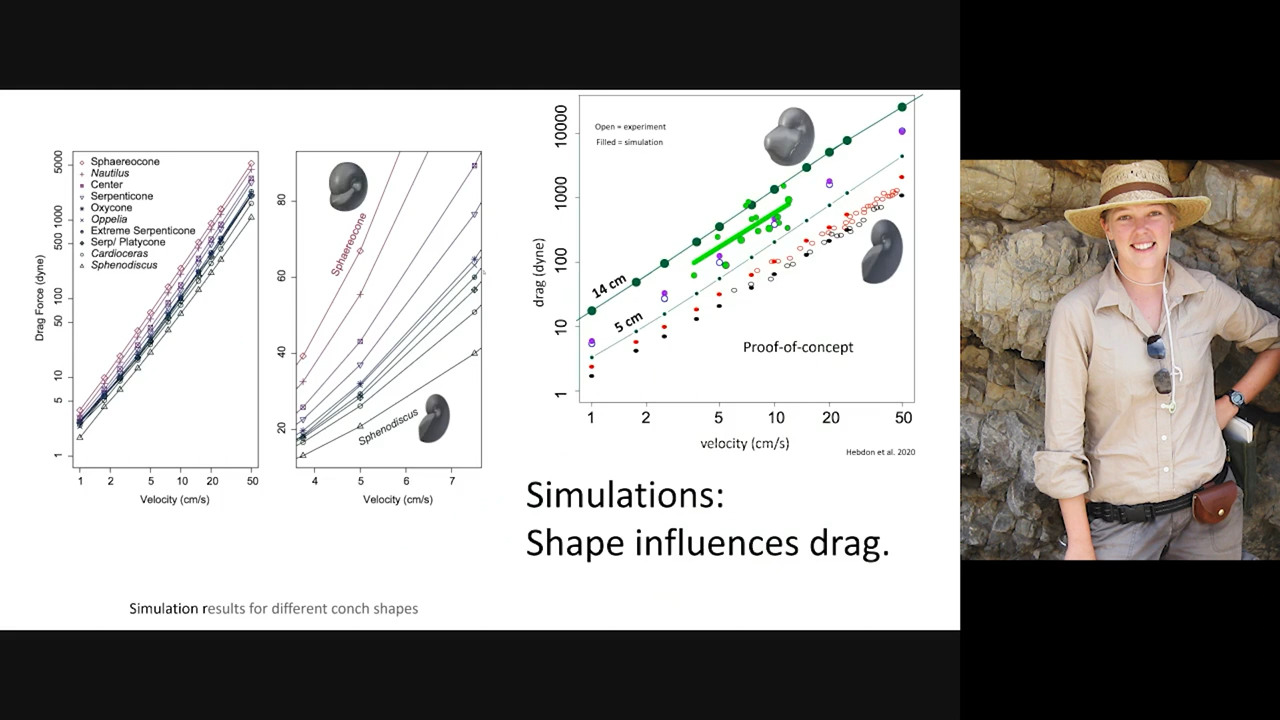 Sphaereocone
Nautilus
Center
Serpenticone
Oxycone
Oppelia
Extreme Serpenticone
Serp/ Platycone
Cardioceras
Sphenodiscus
Drag Force (dyne)
5000
1000
500
100
50
10
5
1
1 2 5 10 20 50
Velocity (cm/s)
Sphaereocone
Sphenodiscus
80
60
40
20
4 5 6 7
Velocity (cm/s)
Open = experiment
Filled = simulation
14 cm
5 cm
Proof-of-concept
drag (dyne)
10000
1000
100
10
1
1 2 5 10 20 50
velocity (cm/s)
Hebdon et al. 2020
Simulations:
Shape influences drag.
Simulation results for different conch shapes